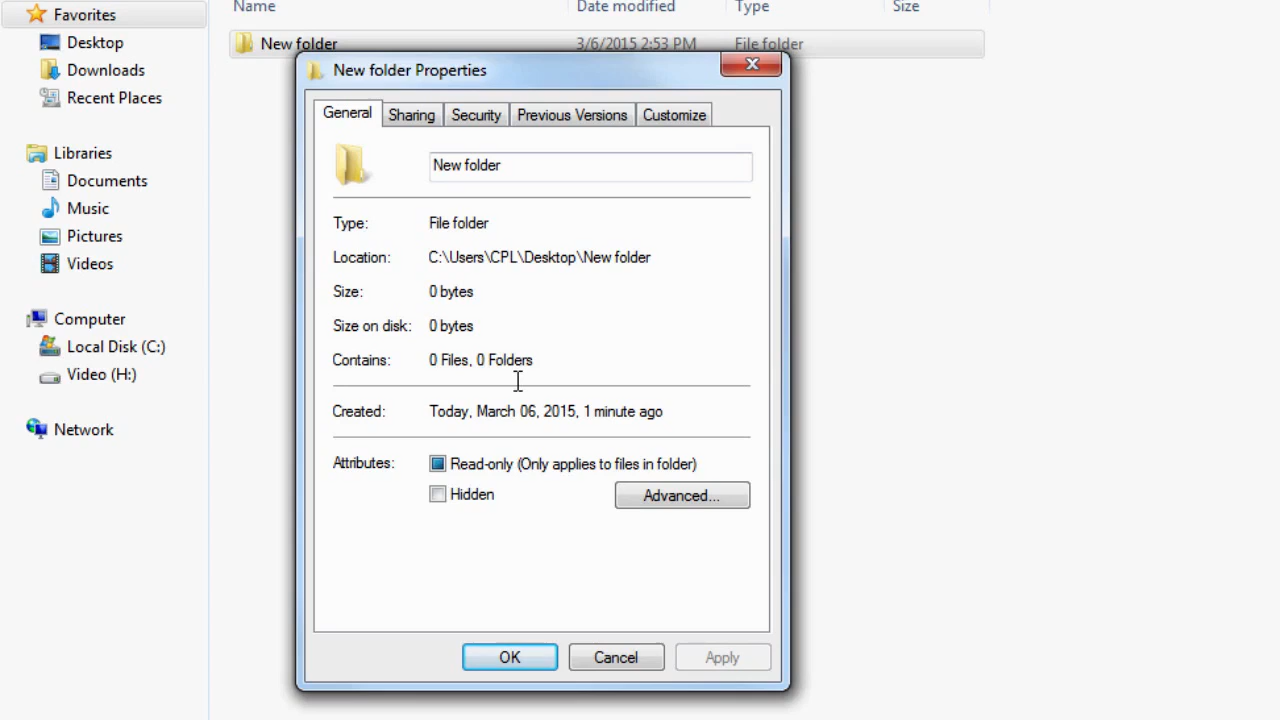 Favorites
Desktop
Downloads
Recent Places
Libraries
Documents
Music
Pictures
Videos
Computer
Local Disk (C:)
Video (H:)
Network
Name Date modified Type Size
New folder 3/6/2015 2:53 PM File folder
New folder Properties
General Sharing Security Previous Versions Customize
New folder
Type: File folder
Location: C:\Users\CPL\Desktop\New folder
Size: 0 bytes
Size on disk: 0 bytes
Contains: 0 Files, 0 Folders
Created: Today, March 06, 2015, 1 minute ago
Attributes: Read-only (Only applies to files in folder)
Hidden Advanced...
OK Cancel Apply